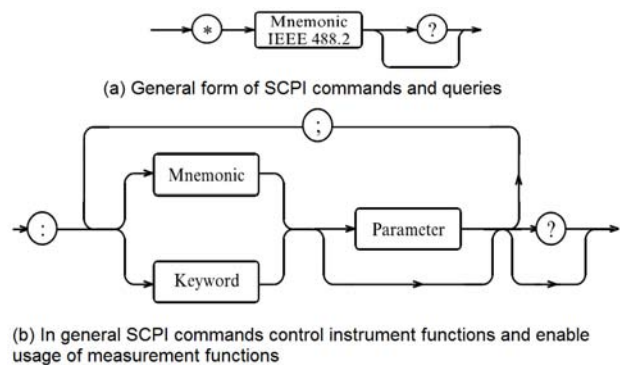 *
Mnemonic
IEEE 488.2
?
(a) General form of SCPI commands and queries
;
Mnemonic
:
Parameter
?
Keyword
(b) In general SCPI commands control instrument functions and enable
usage of measurement functions